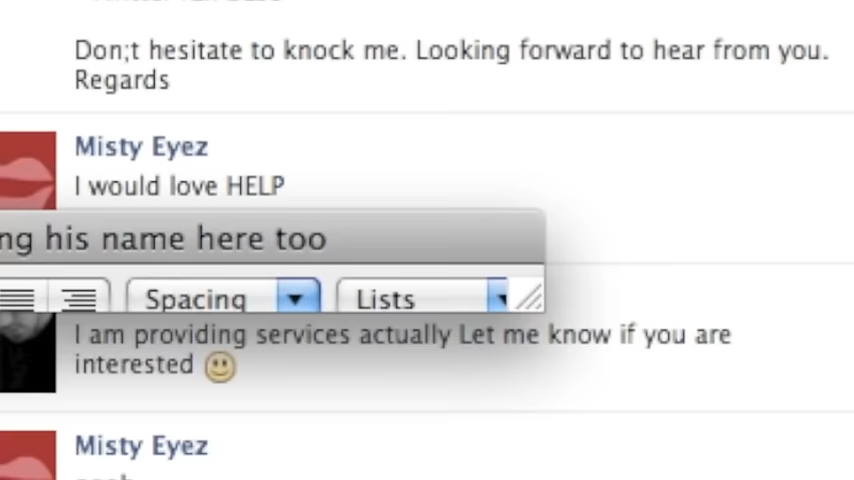 Don;t hesitate to knock me. Looking forward to hear from you.
Regards
Misty Eyez
I would love HELP
ng his name here too
Spacing
Lists
I am providing services actually Let me know if you are
interested
Misty Eyez